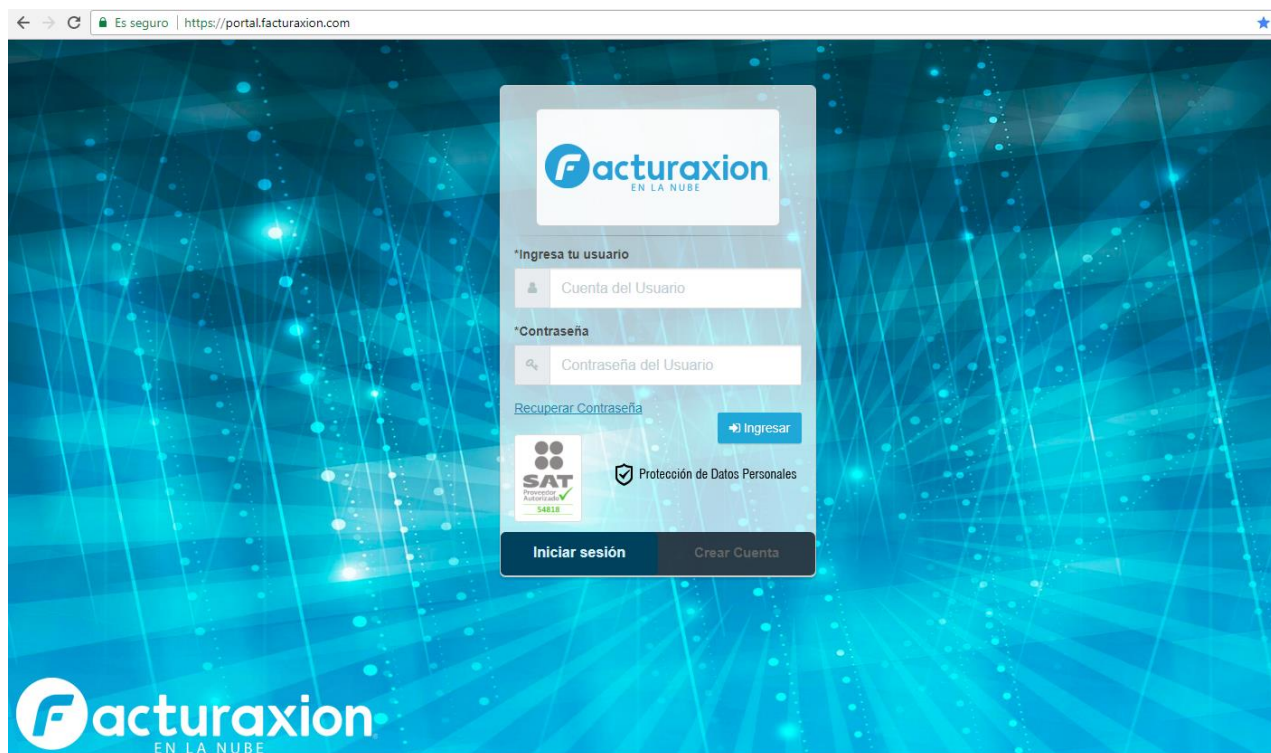 Es seguro | https://portal.facturaxion.com
Facturaxion
EN LA NUBE
*Ingresa tu usuario
Cuenta del Usuario
*Contraseña
Contraseña del Usuario
Recuperar Contraseña
Ingresar
SAT
Proveedor
Autorizado
54818
Protección de Datos Personales
Iniciar sesión
Crear Cuenta
Facturaxion
EN LA NUBE